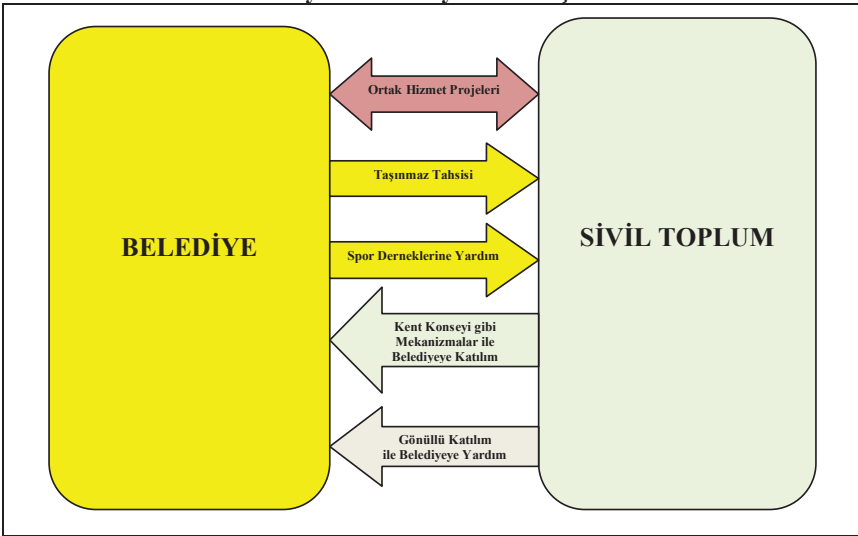 Ortak Hizmet Projeleri
Taşınmaz Tahsisi
BELEDİYE
SİVİL TOPLUM
Spor Derneklerine Yardım
Kent Konseyi gibi
Mekanizmalar ile
Belediyeye Katılım
Gönüllü Katılım
ile Belediyeye Yardım